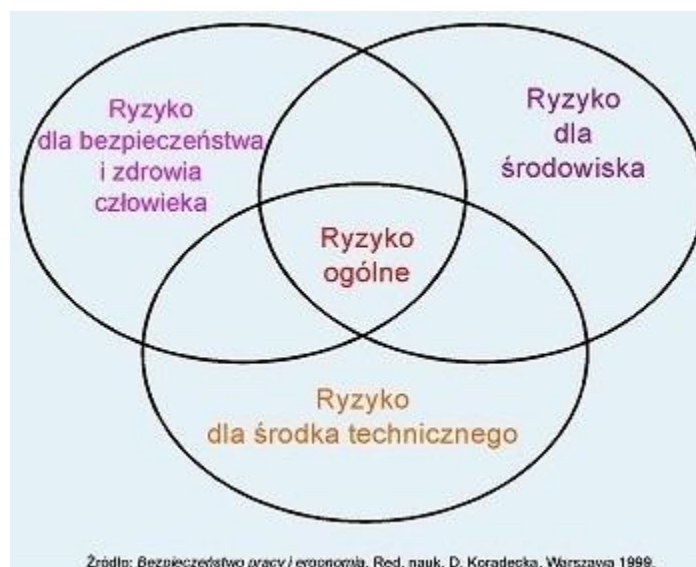 Ryzyko
dla bezpieczeństwa
i zdrowia
człowieka
Ryzyko
dla
środowiska
Ryzyko
ogólne
Ryzyko
dla środka technicznego
Źródło: Bezpieczeństwo pracy i ergonomia. Red. nauk. D. Koradecka. Warszawa 1999.